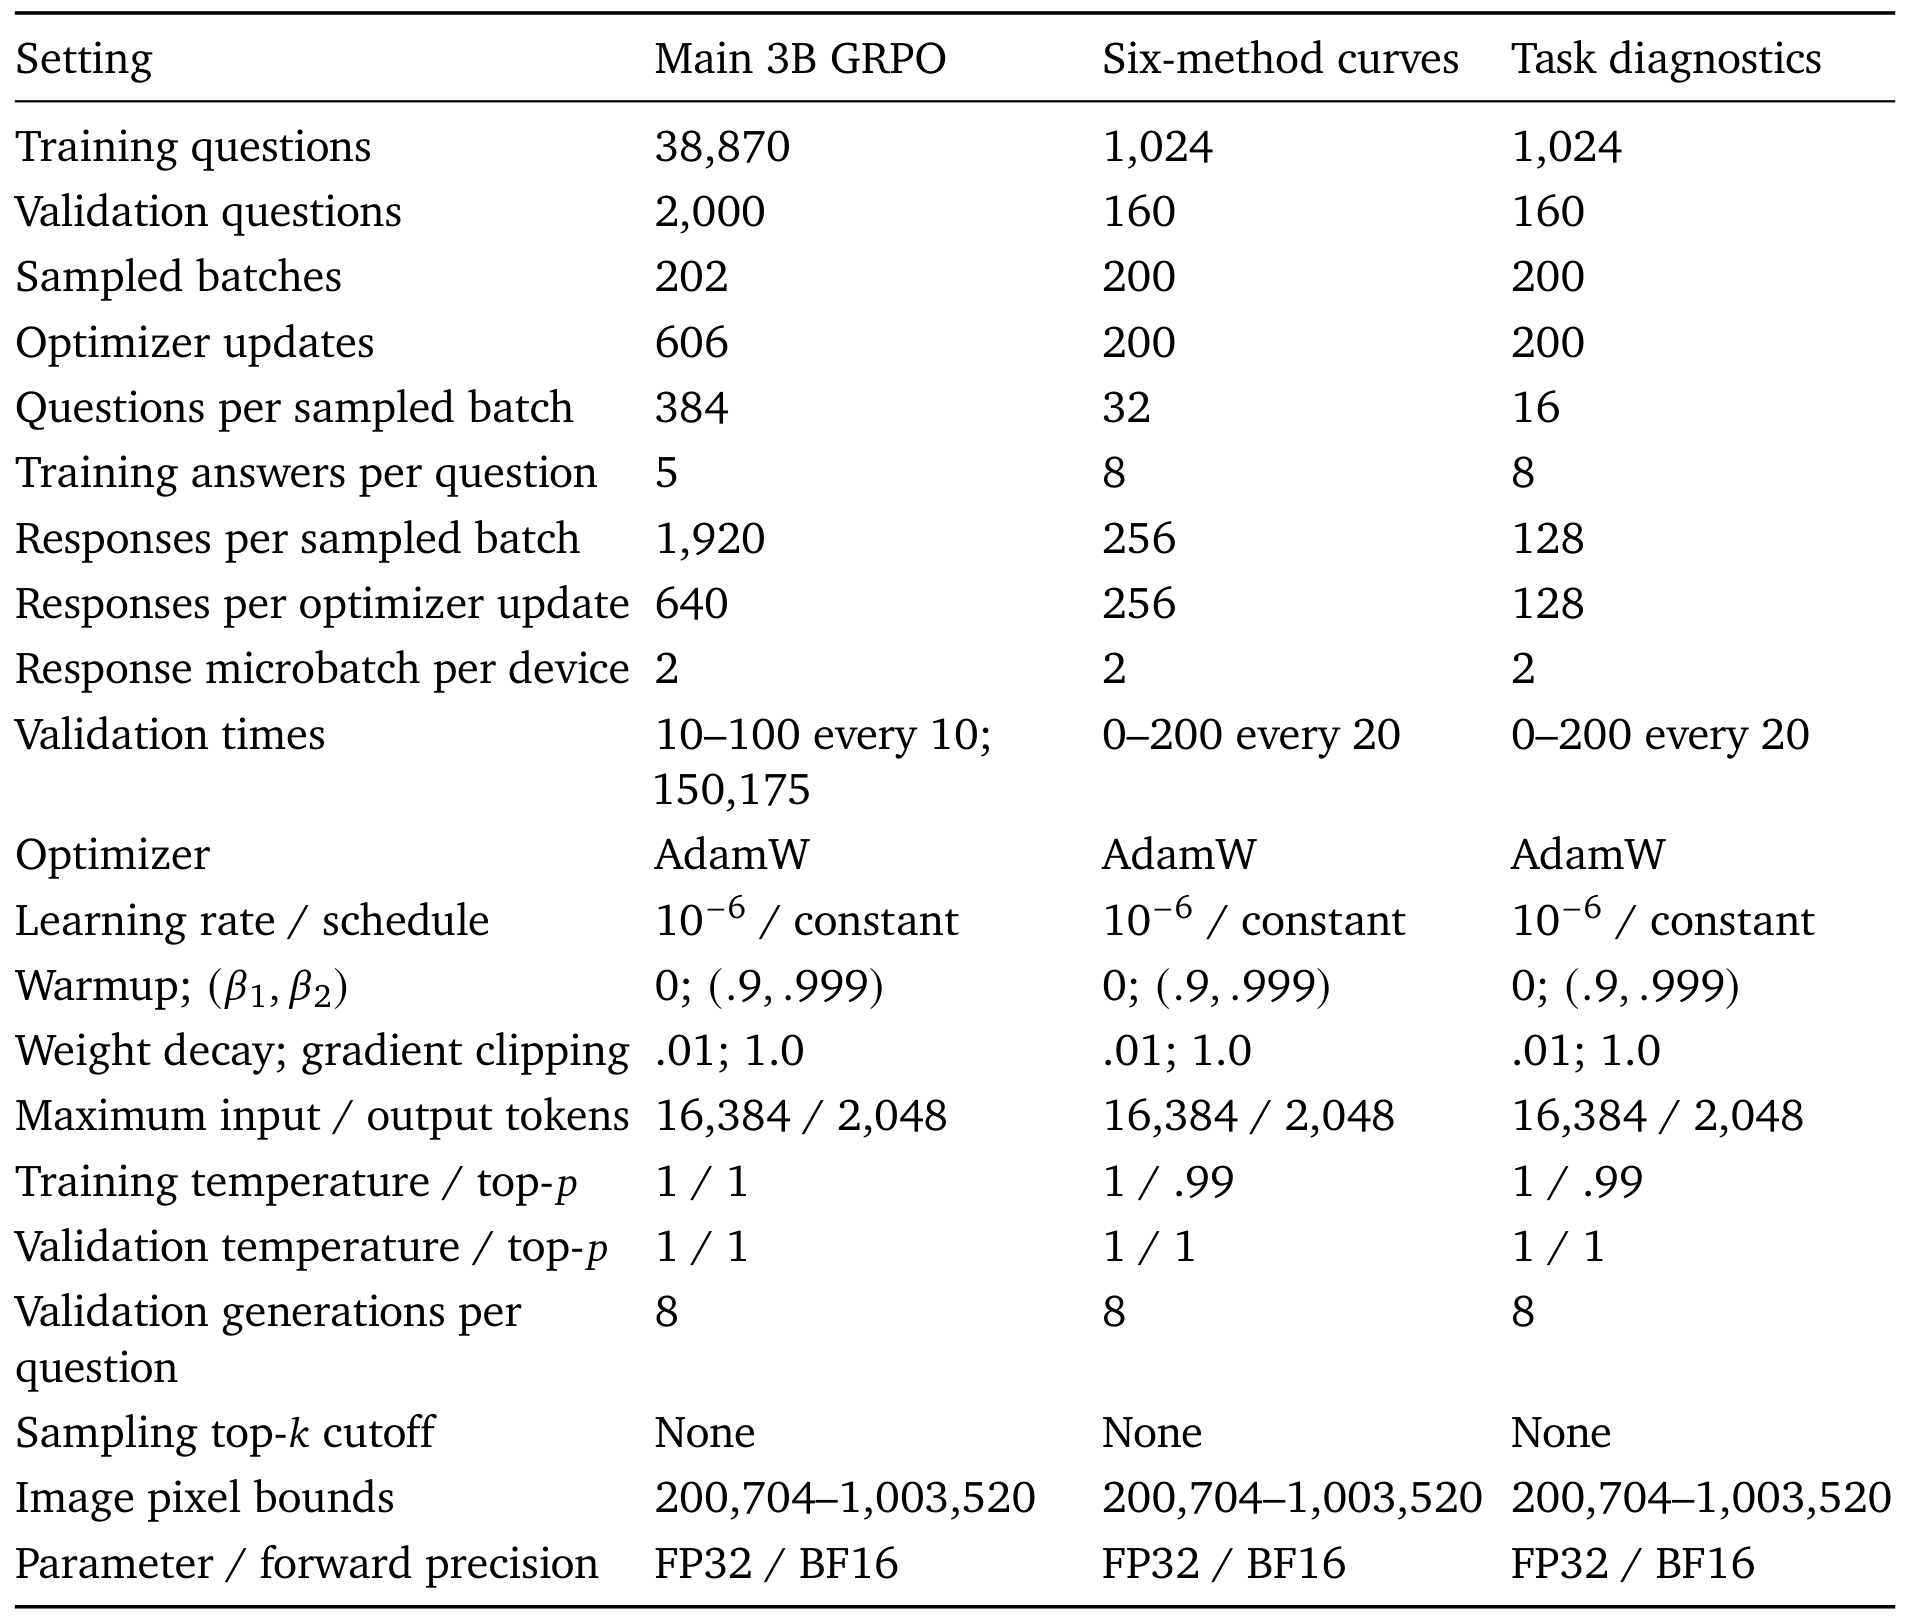 Setting Main 3B GRPO Six-method curves Task diagnostics
Training questions 38,870 1,024 1,024
Validation questions 2,000 160 160
Sampled batches 202 200 200
Optimizer updates 606 200 200
Questions per sampled batch 384 32 16
Training answers per question 5 8 8
Responses per sampled batch 1,920 256 128
Responses per optimizer update 640 256 128
Response microbatch per device 2 2 2
Validation times 10–100 every 10; 0–200 every 20 0–200 every 20
150,175
Optimizer AdamW AdamW AdamW
Learning rate / schedule 10⁻⁶ / constant 10⁻⁶ / constant 10⁻⁶ / constant
Warmup; (β₁, β₂) 0; (.9, .999) 0; (.9, .999) 0; (.9, .999)
Weight decay; gradient clipping .01; 1.0 .01; 1.0 .01; 1.0
Maximum input / output tokens 16,384 / 2,048 16,384 / 2,048 16,384 / 2,048
Training temperature / top-p 1 / 1 1 / .99 1 / .99
Validation temperature / top-p 1 / 1 1 / 1 1 / 1
Validation generations per 8 8 8
question
Sampling top-k cutoff None None None
Image pixel bounds 200,704–1,003,520 200,704–1,003,520 200,704–1,003,520
Parameter / forward precision FP32 / BF16 FP32 / BF16 FP32 / BF16